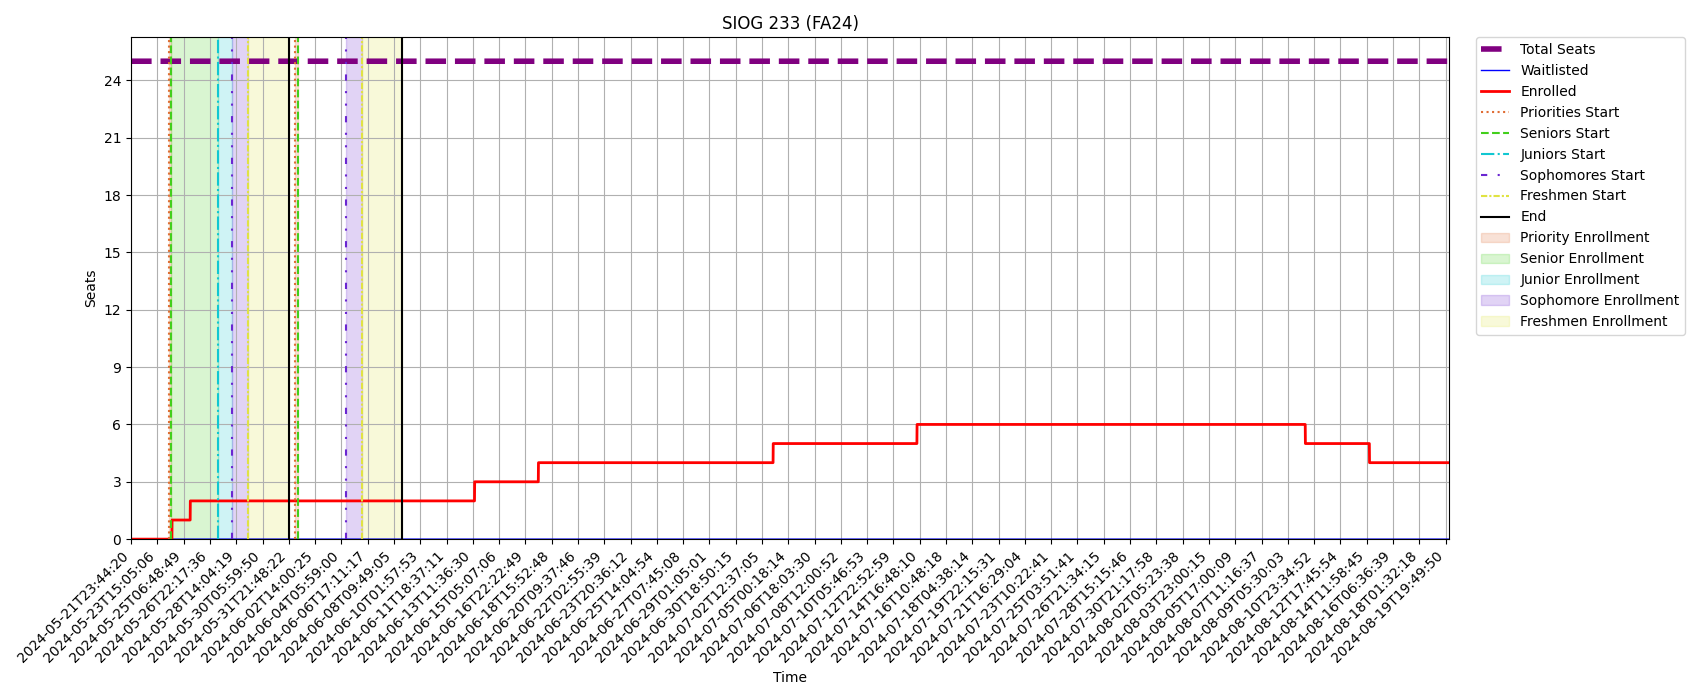 SIOG 233 (FA24)
Total Seats
Waitlisted
Enrolled
Priorities Start
Seniors Start
Juniors Start
Sophomores Start
Freshmen Start
End
Priority Enrollment
Senior Enrollment
Junior Enrollment
Sophomore Enrollment
Freshmen Enrollment
Seats
24
21
18
15
12
9
6
3
0
2024-05-21T23:44:20
2024-05-23T15:05:06
2024-05-25T06:48:49
2024-05-26T22:17:36
2024-05-28T14:04:19
2024-05-30T05:59:50
2024-05-31T21:48:22
2024-06-02T14:00:25
2024-06-04T05:59:00
2024-06-06T17:11:17
2024-06-08T09:49:05
2024-06-10T01:57:53
2024-06-11T18:37:11
2024-06-13T11:36:30
2024-06-15T05:07:06
2024-06-16T22:22:49
2024-06-18T15:52:48
2024-06-20T09:37:46
2024-06-22T02:55:39
2024-06-23T20:36:12
2024-06-25T14:04:54
2024-06-27T07:45:08
2024-06-29T01:05:01
2024-06-30T18:50:15
2024-07-02T12:37:05
2024-07-05T00:18:14
2024-07-06T18:03:30
2024-07-08T12:00:52
2024-07-10T05:46:53
2024-07-12T22:52:59
2024-07-14T16:48:10
2024-07-16T10:48:18
2024-07-18T04:38:14
2024-07-19T22:15:31
2024-07-21T16:29:04
2024-07-23T10:22:41
2024-07-25T03:51:41
2024-07-26T21:34:15
2024-07-28T15:15:46
2024-07-30T21:17:58
2024-08-02T05:23:38
2024-08-03T23:00:15
2024-08-05T17:00:09
2024-08-07T11:16:37
2024-08-09T05:30:03
2024-08-10T23:34:52
2024-08-12T17:45:54
2024-08-14T11:58:45
2024-08-16T06:36:39
2024-08-18T01:32:18
2024-08-19T19:49:50
Time